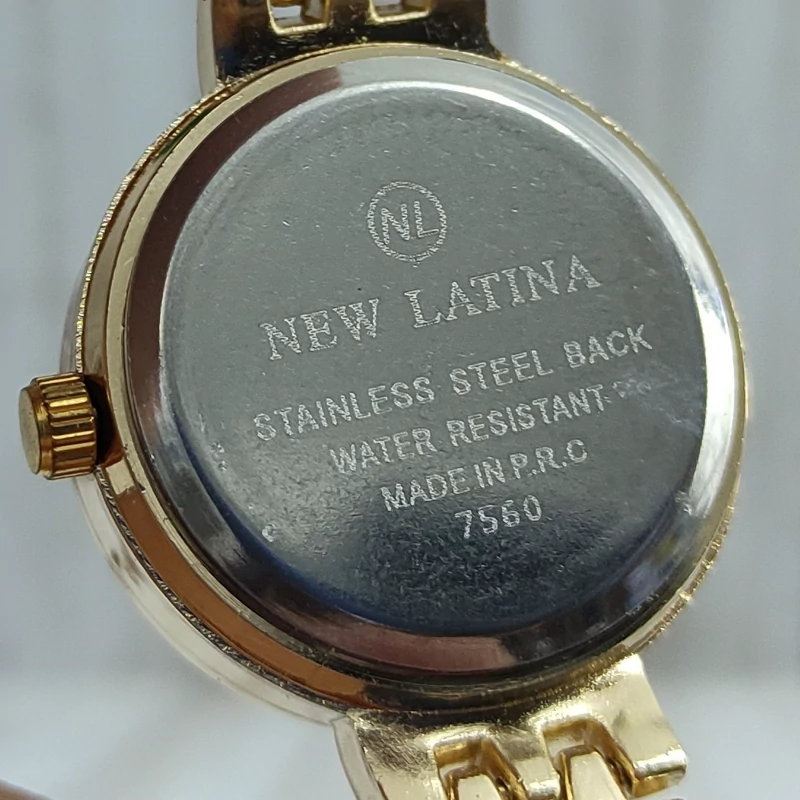 NL
NEW LATINA
STAINLESS STEEL BACK
WATER RESISTANT
MADE IN P.R.C
7560